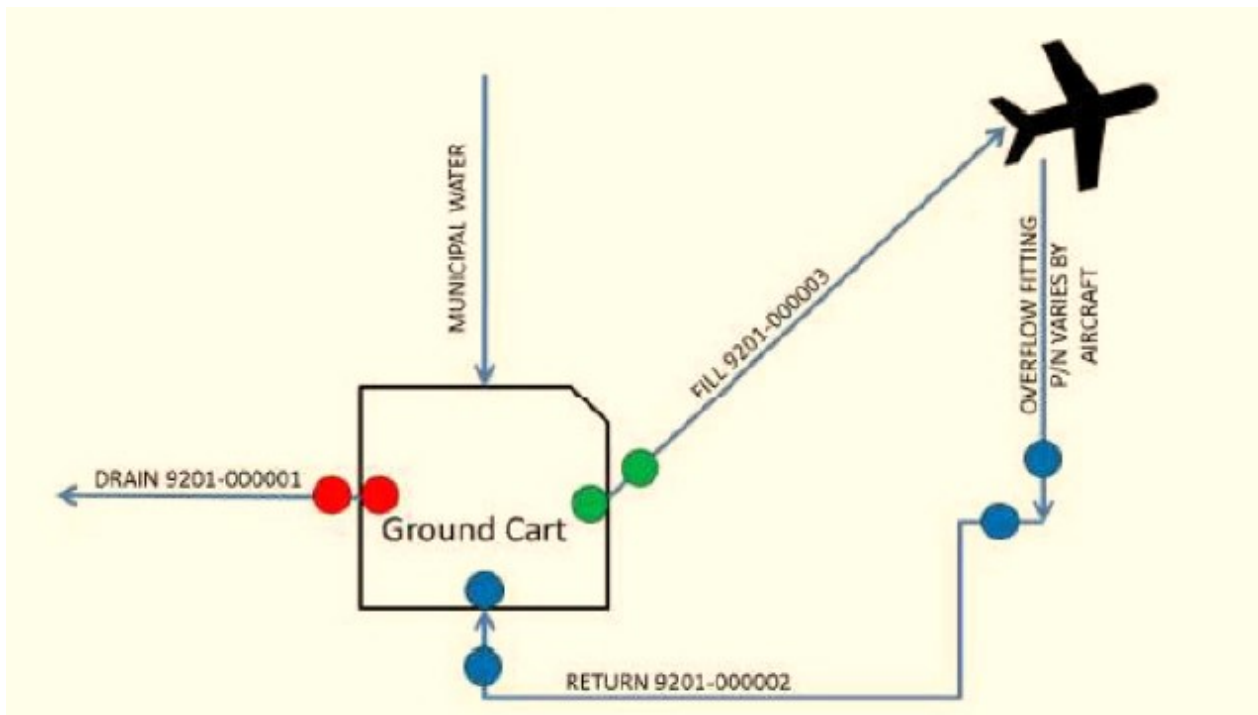 MUNICIPAL WATER
FILL 9201-000003
OVERFLOW FITTING
P/N VARIES BY
AIRCRAFT
DRAIN 9201-000001
Ground Cart
RETURN 9201-000002